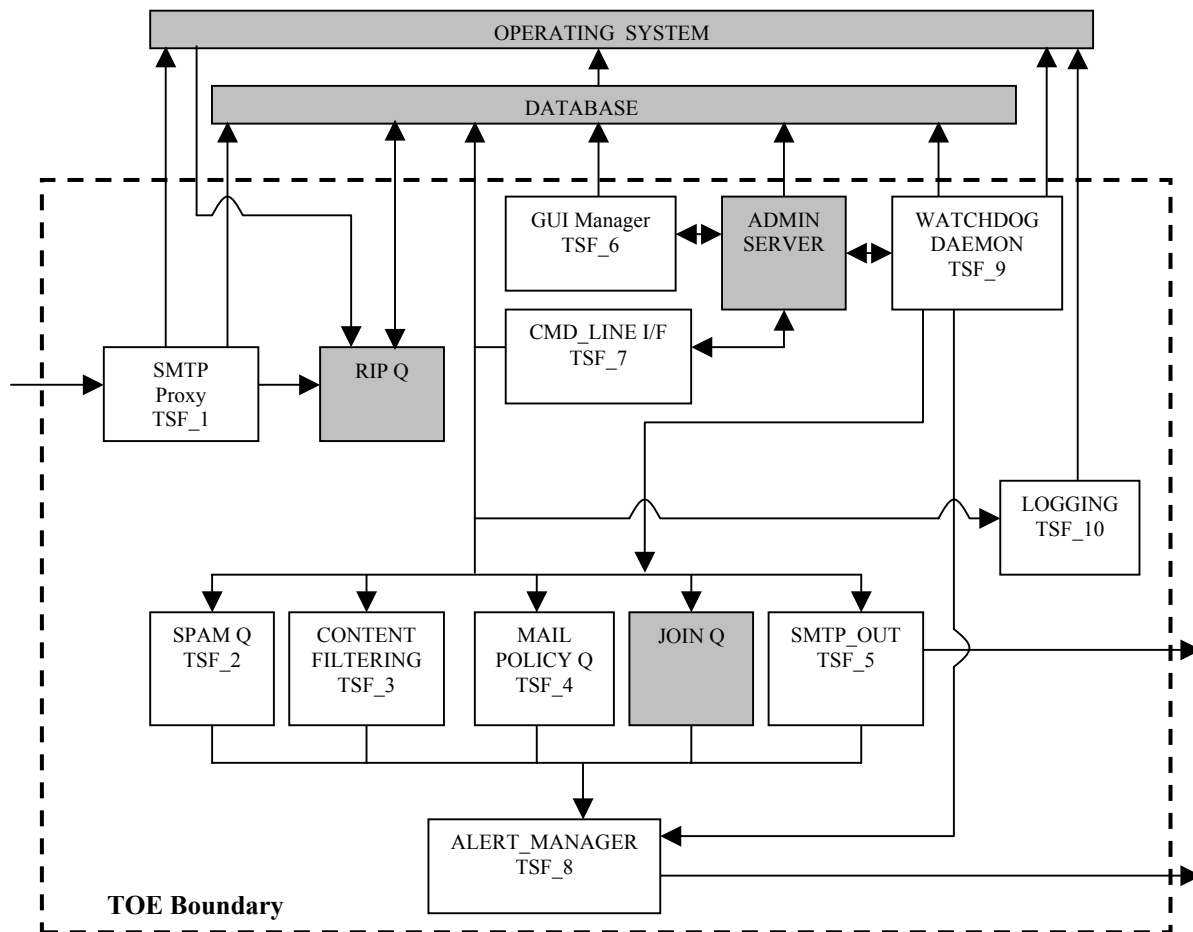 OPERATING SYSTEM
DATABASE
GUI Manager
TSF_6
ADMIN
SERVER
WATCHDOG
DAEMON
TSF_9
CMD_LINE I/F
TSF_7
SMTP
Proxy
TSF_1
RIP Q
LOGGING
TSF_10
SPAM Q
TSF_2
CONTENT
FILTERING
TSF_3
MAIL
POLICY Q
TSF_4
JOIN Q
SMTP_OUT
TSF_5
ALERT_MANAGER
TSF_8
TOE Boundary